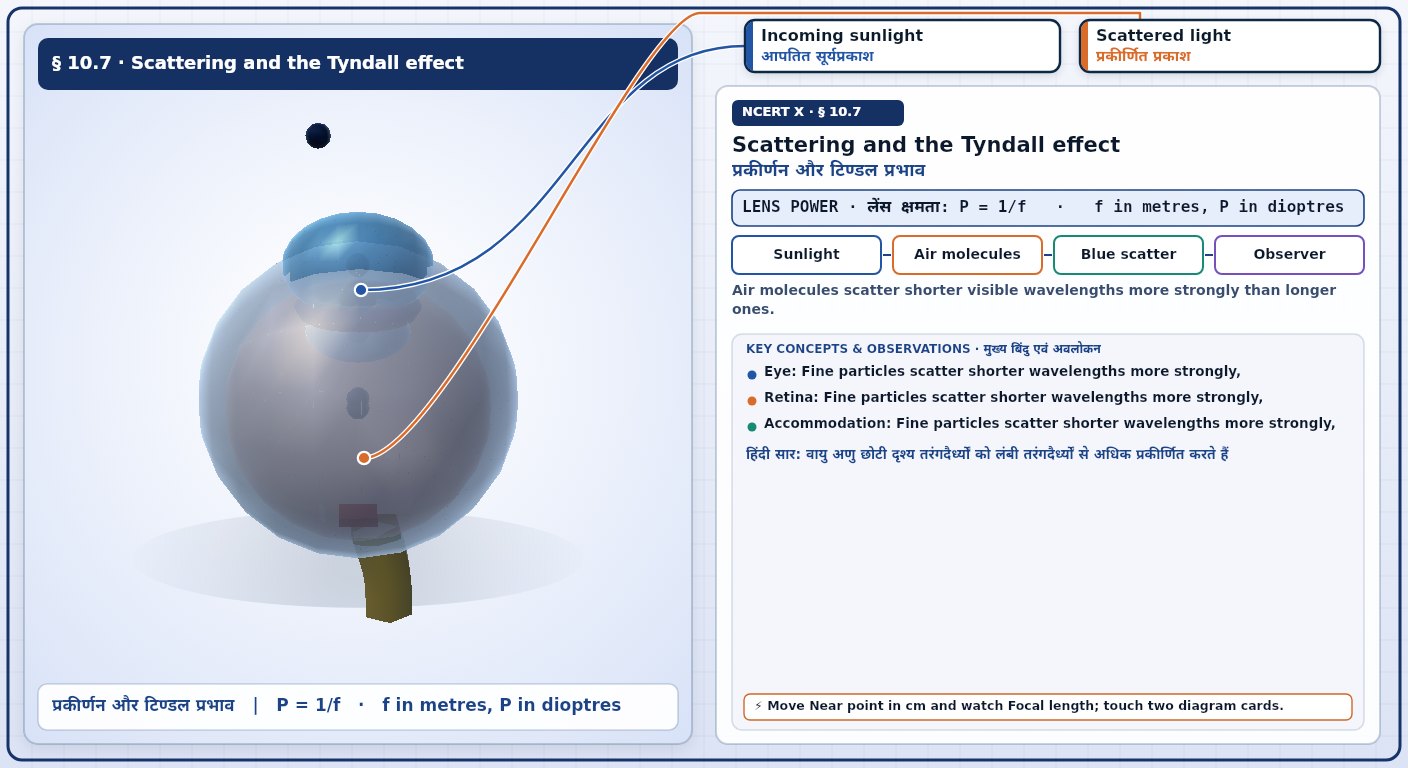 § 10.7 · Scattering and the Tyndall effect
Incoming sunlight
आपतित सूर्यप्रकाश
Scattered light
प्रकीर्णित प्रकाश
NCERT X · § 10.7
Scattering and the Tyndall effect
प्रकीर्णन और टिण्डल प्रभाव
LENS POWER · लेंस क्षमता: P = 1/f · f in metres, P in dioptres
Sunlight
Air molecules
Blue scatter
Observer
Air molecules scatter shorter visible wavelengths more strongly than longer
ones.
KEY CONCEPTS & OBSERVATIONS · मुख्य बिंदु एवं अवलोकन
Eye: Fine particles scatter shorter wavelengths more strongly,
Retina: Fine particles scatter shorter wavelengths more strongly,
Accommodation: Fine particles scatter shorter wavelengths more strongly,
हिंदी सार: वायु अणु छोटी दृश्य तरंगदैर्ध्यों को लंबी तरंगदैर्ध्यों से अधिक प्रकीर्णित करते हैं
⚡ Move Near point in cm and watch Focal length; touch two diagram cards.
प्रकीर्णन और टिण्डल प्रभाव | P = 1/f · f in metres, P in dioptres